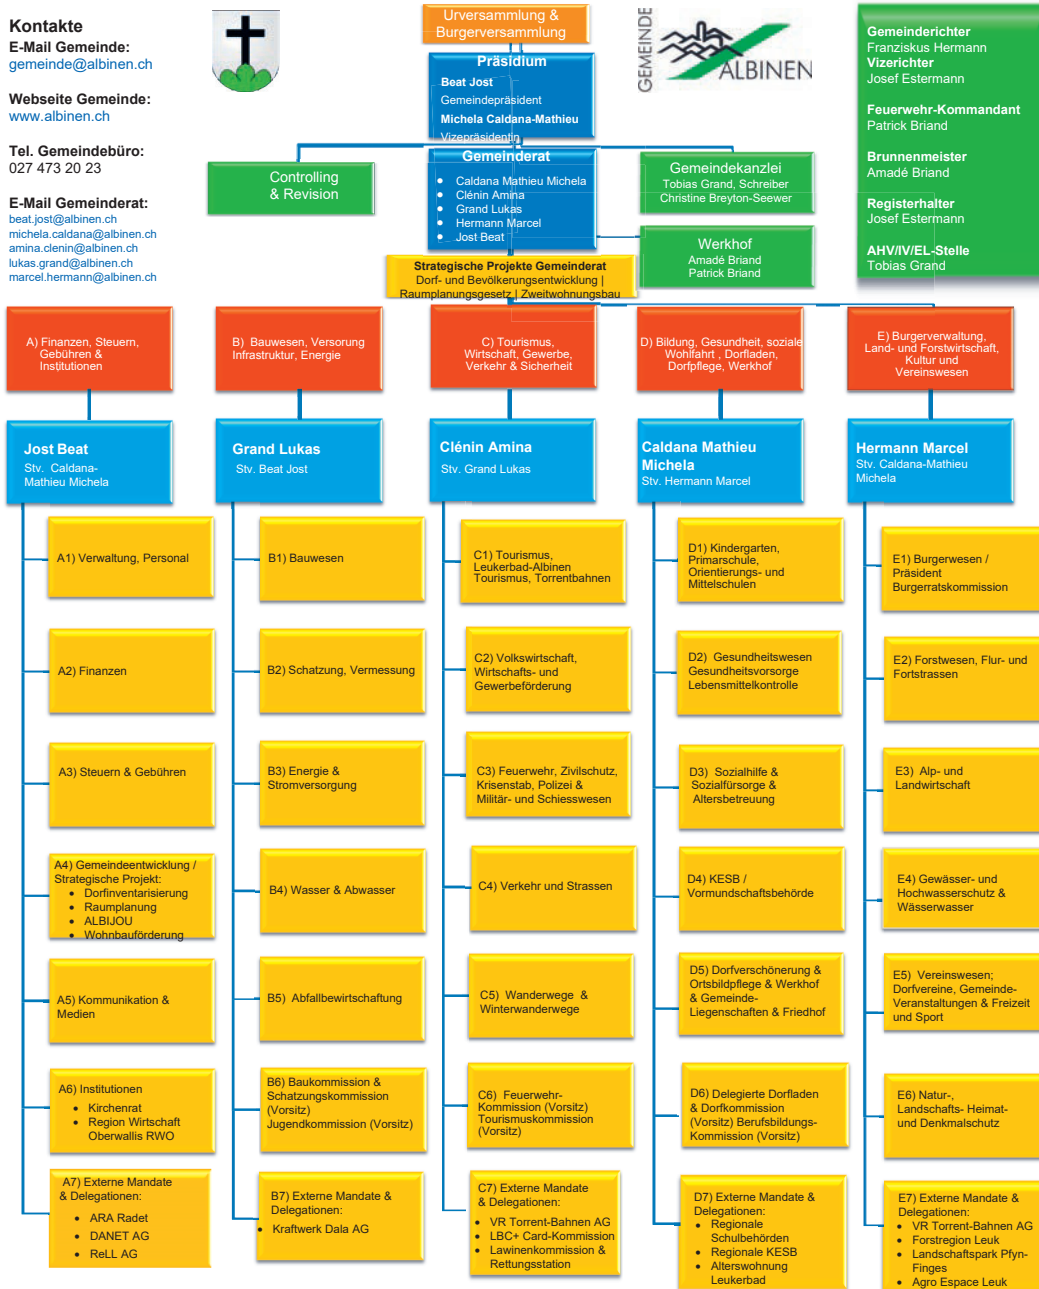 Kontakte
E-Mail Gemeinde:
gemeinde@albinen.ch
Webseite Gemeinde:
www.albinen.ch
Tel. Gemeindebüro:
027 473 20 23
E-Mail Gemeinderat:
beat.jost@albinen.ch
michela.caldana@albinen.ch
amina.clenin@albinen.ch
lukas.grand@albinen.ch
marcel.hermann@albinen.ch
Urversammlung &
Burgerversammlung
Präsidium
Beat Jost
Gemeindepräsident
Michela Caldana-Mathieu
Vizepräsidentin
GEMEINDE
ALBINEN
Gemeinderichter
Franziskus Hermann
Vizerichter
Josef Estermann
Feuerwehr-Kommandant
Patrick Briand
Brunnenmeister
Amadé Briand
Registerhalter
Josef Estermann
AHV/IV/EL-Stelle
Tobias Grand
Controlling
& Revision
Gemeinderat
• Caldana Mathieu Michela
• Clénin Amina
• Grand Lukas
• Hermann Marcel
• Jost Beat
Gemeindekanzlei
Tobias Grand, Schreiber
Christine Breyton-Seewer
Werkhof
Amadé Briand
Patrick Briand
Strategische Projekte Gemeinderat
Dorf- und Bevölkerungsentwicklung |
Raumplanungsgesetz | Zweitwohnungsbau
A) Finanzen, Steuern,
Gebühren &
Institutionen
B) Bauwesen, Versorung
Infrastruktur, Energie
C) Tourismus,
Wirtschaft, Gewerbe,
Verkehr & Sicherheit
D) Bildung, Gesundheit, soziale
Wohlfahrt , Dorfladen,
Dorfpflege, Werkhof
E) Burgerverwaltung,
Land- und Forstwirtschaft,
Kultur und
Vereinswesen
Jost Beat
Stv. Caldana-
Mathieu Michela
Grand Lukas
Stv. Beat Jost
Clénin Amina
Stv. Grand Lukas
Caldana Mathieu
Michela
Stv. Hermann Marcel
Hermann Marcel
Stv. Caldana-Mathieu
Michela
A1) Verwaltung, Personal
B1) Bauwesen
C1) Tourismus,
Leukerbad-Albinen
Tourismus, Torrentbahnen
D1) Kindergarten,
Primarschule,
Orientierungs- und
Mittelschulen
E1) Burgerwesen /
Präsident
Burgerratskommission
A2) Finanzen
B2) Schatzung, Vermessung
C2) Volkswirtschaft,
Wirtschafts- und
Gewerbeförderung
D2) Gesundheitswesen
Gesundheitsvorsorge
Lebensmittelkontrolle
E2) Forstwesen, Flur- und
Fortstrassen
A3) Steuern & Gebühren
B3) Energie &
Stromversorgung
C3) Feuerwehr, Zivilschutz,
Krisenstab, Polizei &
Militär- und Schiesswesen
D3) Sozialhilfe &
Sozialfürsorge &
Altersbetreuung
E3) Alp- und
Landwirtschaft
A4) Gemeindeentwicklung /
Strategische Projekt:
• Dorfinventarisierung
• Raumplanung
• ALBIJOU
• Wohnbauförderung
B4) Wasser & Abwasser
C4) Verkehr und Strassen
D4) KESB /
Vormundschaftsbehörde
E4) Gewässer- und
Hochwasserschutz &
Wässerwasser
A5) Kommunikation &
Medien
B5) Abfallbewirtschaftung
C5) Wanderwege &
Winterwanderwege
D5) Dorfverschönerung &
Ortsbildpflege & Werkhof
& Gemeinde-
Liegenschaften & Friedhof
E5) Vereinswesen;
Dorfvereine, Gemeinde-
Veranstaltungen & Freizeit
und Sport
A6) Institutionen
• Kirchenrat
• Region Wirtschaft
Oberwallis RWO
B6) Baukommission &
Schatzungskommission
(Vorsitz)
Jugendkommission (Vorsitz)
C6) Feuerwehr-
Kommission (Vorsitz)
Tourismuskommission
(Vorsitz)
D6) Delegierte Dorfladen
& Dorfkommission
(Vorsitz) Berufsbildungs-
Kommission (Vorsitz)
E6) Natur-,
Landschafts- Heimat-
und Denkmalschutz
A7) Externe Mandate
& Delegationen:
• ARA Radet
• DANET AG
• ReLL AG
B7) Externe Mandate &
Delegationen:
• Kraftwerk Dala AG
C7) Externe Mandate
& Delegationen:
• VR Torrent-Bahnen AG
• LBC+ Card-Kommission
• Lawinenkommission &
Rettungsstation
D7) Externe Mandate &
Delegationen:
• Regionale
Schulbehörden
• Regionale KESB
• Alterswohnung
Leukerbad
E7) Externe Mandate &
Delegationen:
• VR Torrent-Bahnen AG
• Forstregion Leuk
• Landschaftspark Pfyn-
Finges
• Agro Espace Leuk